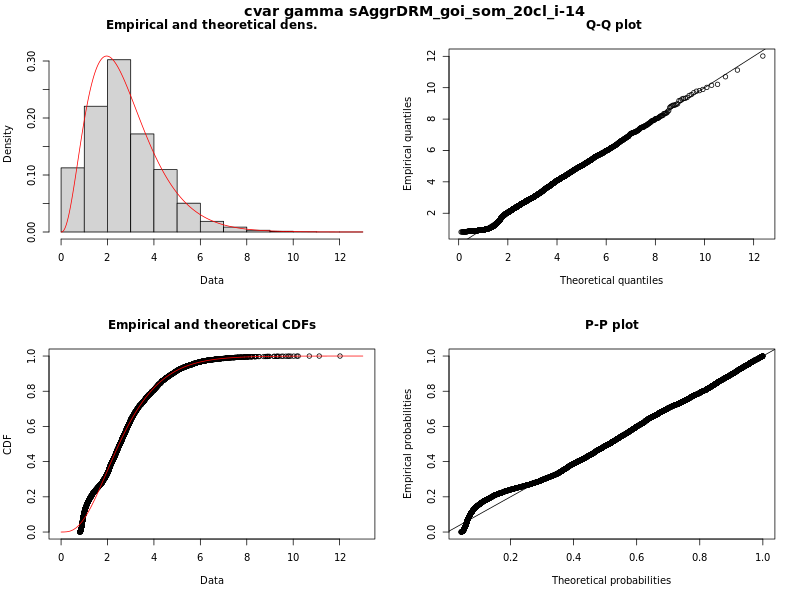 cvar gamma sAggrDRM_goi_som_20cl_i-14
Empirical and theoretical dens.
Density
0.00 0.10 0.20 0.30
0 2 4 6 8 10 12
Data
Q-Q plot
Empirical quantiles
2 4 6 8 10 12
0 2 4 6 8 10 12
Theoretical quantiles
Empirical and theoretical CDFs
CDF
0.0 0.2 0.4 0.6 0.8 1.0
0 2 4 6 8 10 12
Data
P-P plot
Empirical probabilities
0.0 0.2 0.4 0.6 0.8 1.0
0.2 0.4 0.6 0.8 1.0
Theoretical probabilities